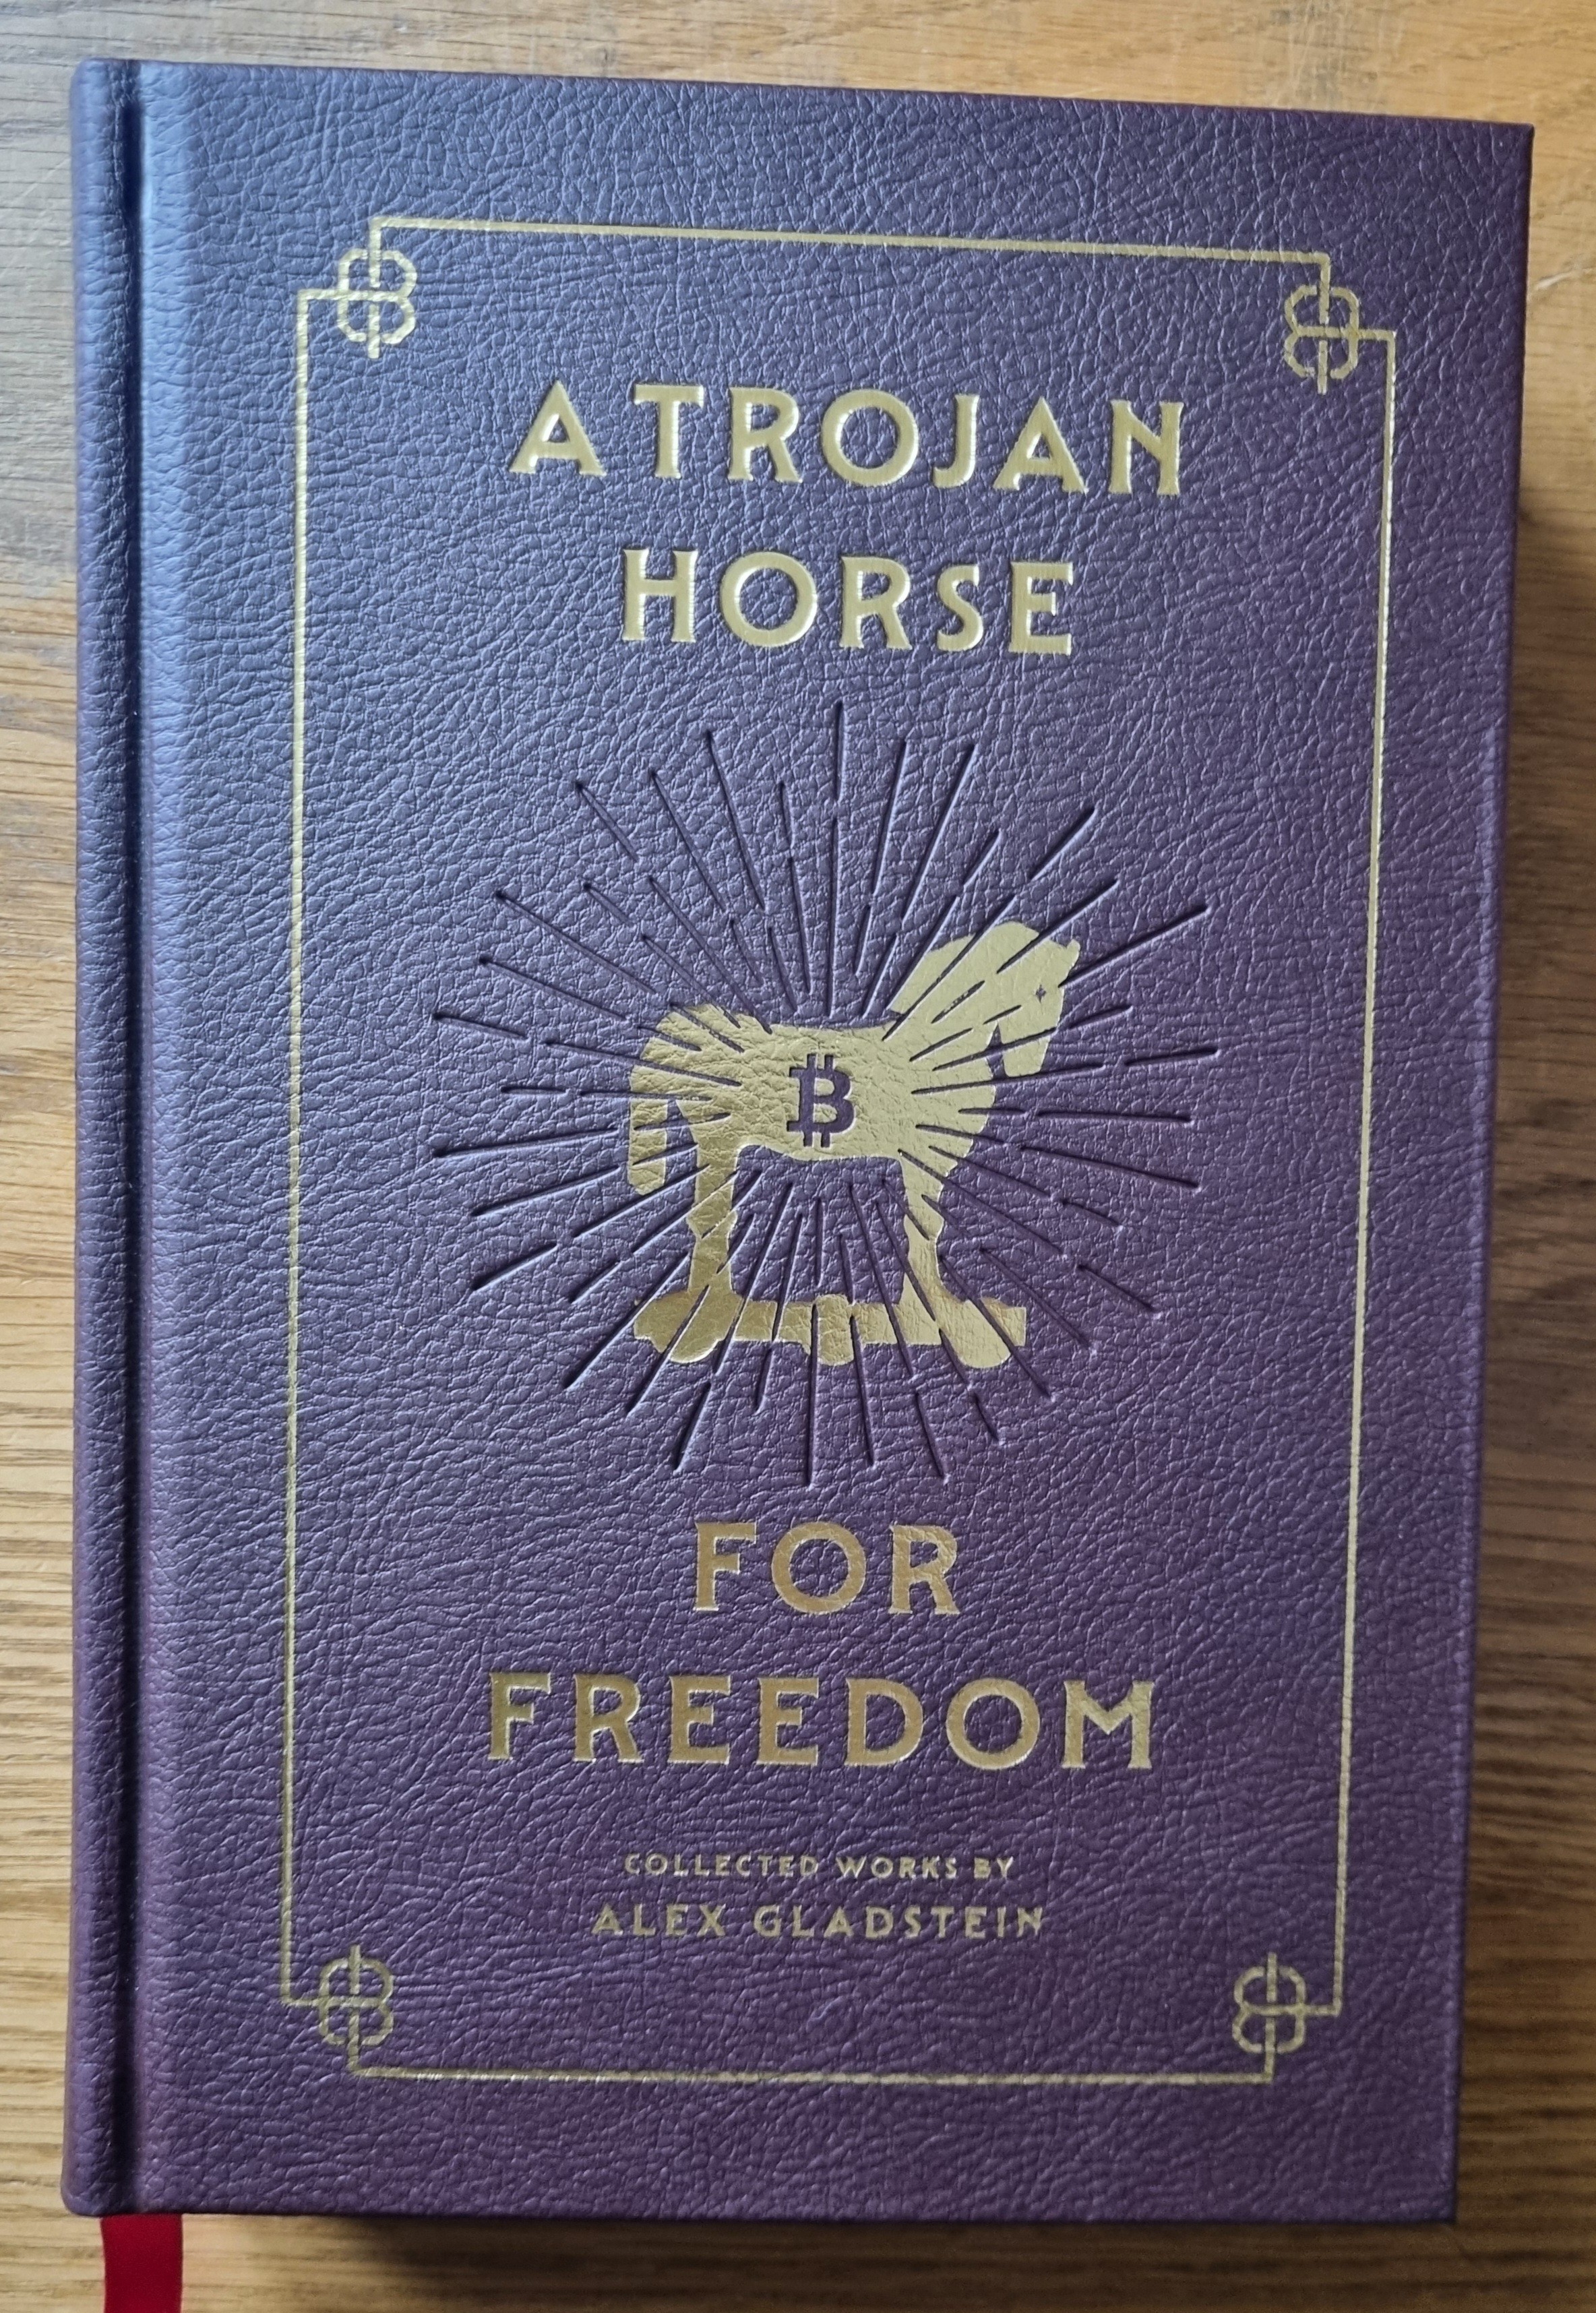 A TROJAN
HORSE
₿
FOR
FREEDOM
COLLECTED WORKS BY
ALEX GLADSTEIN